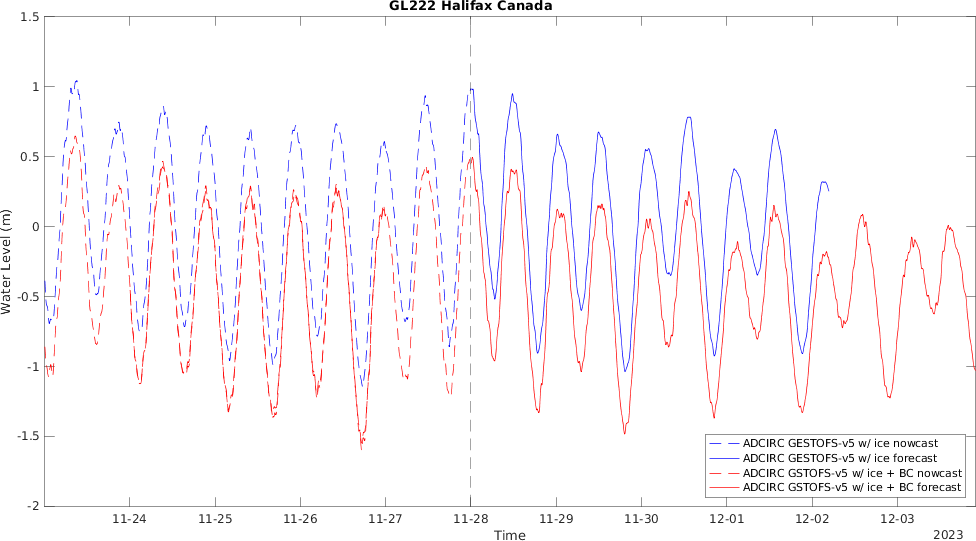 GL222 Halifax Canada
1.5
1
0.5
0
-0.5
-1
-1.5
-2
Water Level (m)
ADCIRC GESTOFS-v5 w/ ice nowcast
ADCIRC GESTOFS-v5 w/ ice forecast
ADCIRC GSTOFS-v5 w/ ice + BC nowcast
ADCIRC GSTOFS-v5 w/ ice + BC forecast
11-24 11-25 11-26 11-27 11-28 11-29 11-30 12-01 12-02 12-03
Time
2023